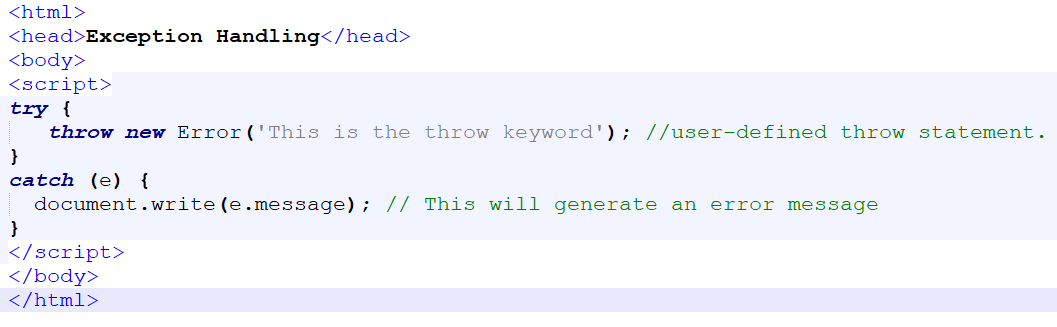 <html>
<head>Exception Handling</head>
<body>
<script>
try {
   throw new Error('This is the throw keyword'); //user-defined throw statement.
}
catch (e) {
  document.write(e.message); // This will generate an error message
}
</script>
</body>
</html>